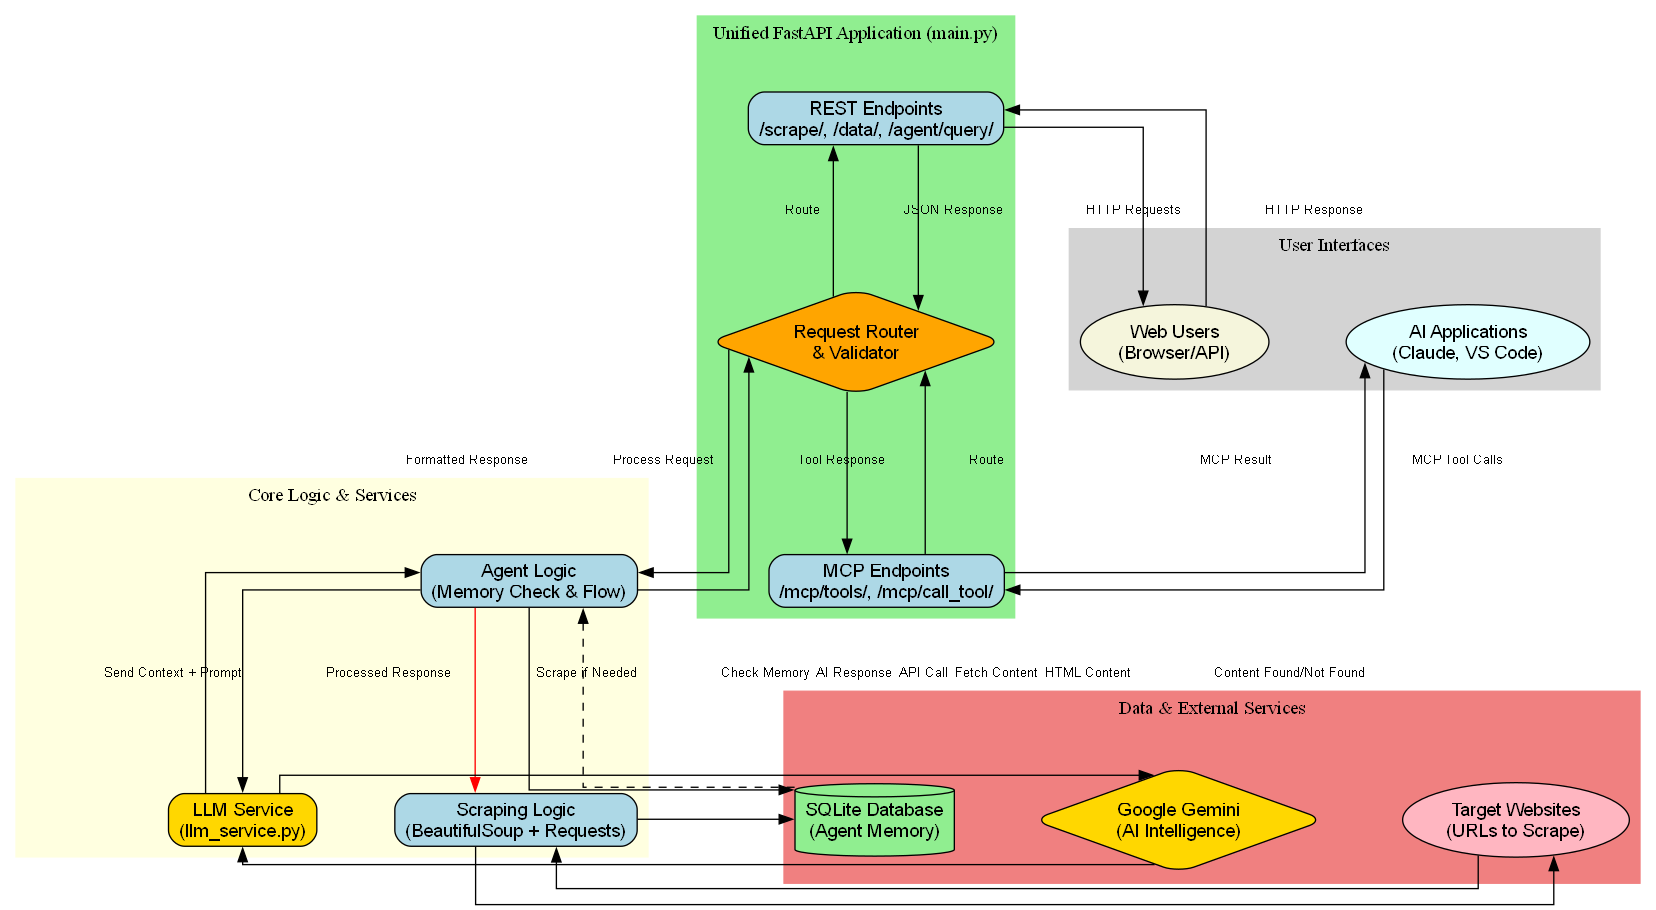 Unified FastAPI Application (main.py)
REST Endpoints
/scrape/, /data/, /agent/query/
Route
JSON Response
HTTP Requests
HTTP Response
User Interfaces
Request Router
& Validator
Web Users
(Browser/API)
AI Applications
(Claude, VS Code)
Formatted Response
Process Request
Tool Response
Route
MCP Result
MCP Tool Calls
Core Logic & Services
Agent Logic
(Memory Check & Flow)
MCP Endpoints
/mcp/tools/, /mcp/call_tool/
Send Context + Prompt
Processed Response
Scrape if Needed
Check Memory
AI Response
API Call
Fetch Content
HTML Content
Content Found/Not Found
Data & External Services
LLM Service
(llm_service.py)
Scraping Logic
(BeautifulSoup + Requests)
SQLite Database
(Agent Memory)
Google Gemini
(AI Intelligence)
Target Websites
(URLs to Scrape)